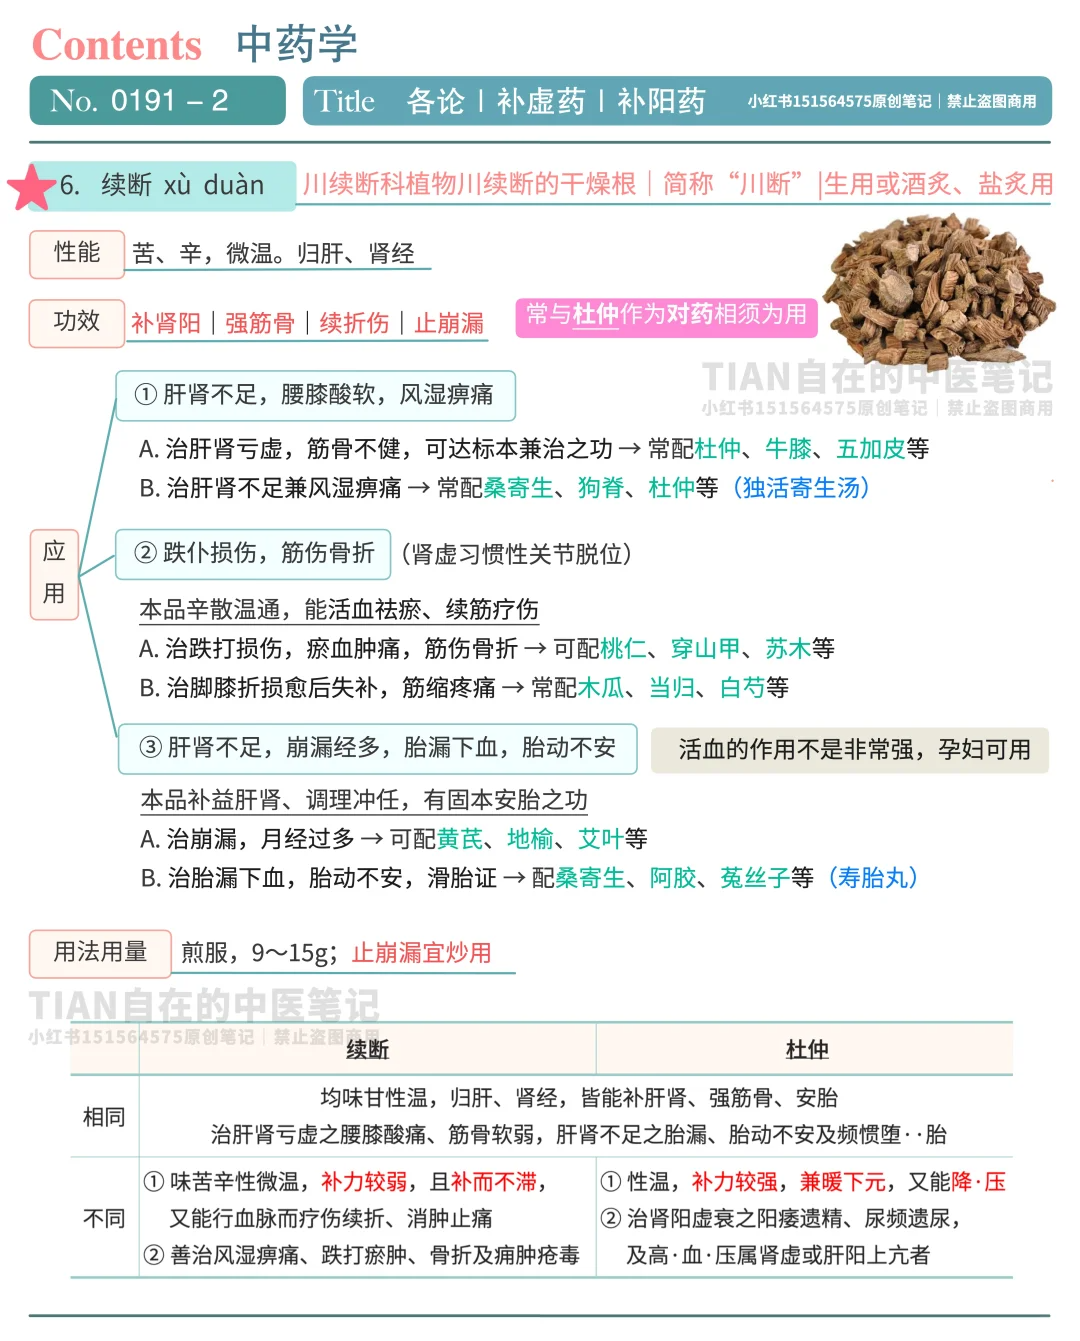 Contents 中药学
No. 0191 – 2
Title 各论 | 补虚药 | 补阳药 小红书151564575原创笔记 | 禁止盗图商用
6. 续断 xù duàn
川续断科植物川续断的干燥根 | 简称“川断” |生用或酒炙、盐炙用
性能 苦、辛，微温。归肝、肾经
功效 补肾阳 | 强筋骨 | 续折伤 | 止崩漏
常与杜仲作为对药相须为用
TIAN自在的中医笔记
小红书151564575原创笔记 | 禁止盗图商用
应用
① 肝肾不足，腰膝酸软，风湿痹痛
A. 治肝肾亏虚，筋骨不健，可达标本兼治之功 → 常配杜仲、牛膝、五加皮等
B. 治肝肾不足兼风湿痹痛 → 常配桑寄生、狗脊、杜仲等（独活寄生汤）
② 跌仆损伤，筋伤骨折（肾虚习惯性关节脱位）
本品辛散温通，能活血祛瘀、续筋疗伤
A. 治跌打损伤，瘀血肿痛，筋伤骨折 → 可配桃仁、穿山甲、苏木等
B. 治脚膝折损愈后失补，筋缩疼痛 → 常配木瓜、当归、白芍等
③ 肝肾不足，崩漏经多，胎漏下血，胎动不安
活血的作用不是非常强，孕妇可用
本品补益肝肾、调理冲任，有固本安胎之功
A. 治崩漏，月经过多 → 可配黄芪、地榆、艾叶等
B. 治胎漏下血，胎动不安，滑胎证 → 配桑寄生、阿胶、菟丝子等（寿胎丸）
用法用量 煎服，9～15g；止崩漏宜炒用
TIAN自在的中医笔记
小红书151564575原创笔记 | 禁止盗图商用
续断 杜仲
相同
均味甘性温，归肝、肾经，皆能补肝肾、强筋骨、安胎
治肝肾亏虚之腰膝酸痛、筋骨软弱，肝肾不足之胎漏、胎动不安及频惯堕··胎
不同
① 味苦辛性微温，补力较弱，且补而不滞，
又能行血脉而疗伤续折、消肿止痛
② 善治风湿痹痛、跌打瘀肿、骨折及痈肿疮毒
① 性温，补力较强，兼暖下元，又能降·压
② 治肾阳虚衰之阳痿遗精、尿频遗尿，
及高·血·压属肾虚或肝阳上亢者